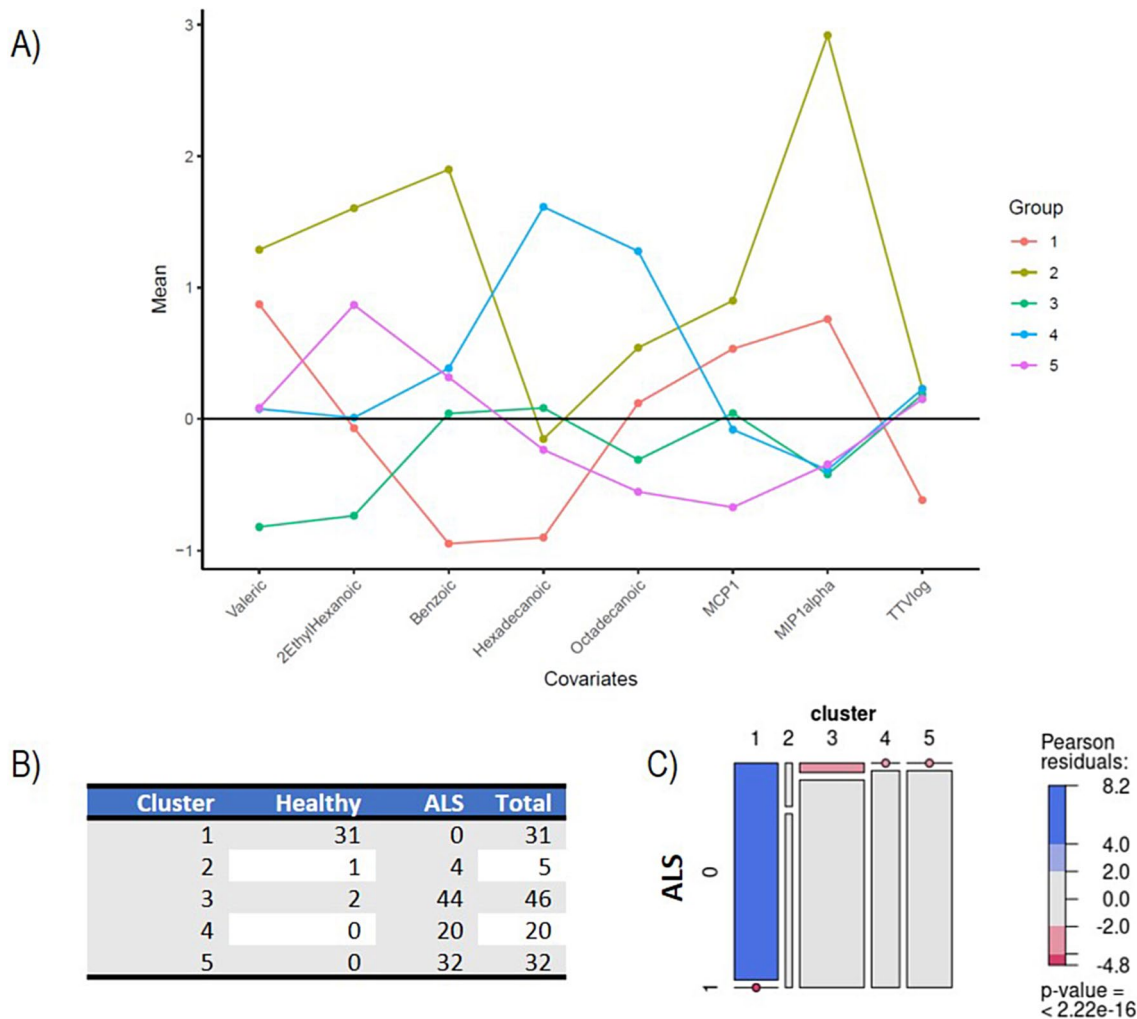 A)
3
2
1
0
−1
Mean
Valeric
2EthylHexanoic
Benzoic
Hexadecanoic
Octadecanoic
MCP1
MIP1alpha
TTVlog
Covariates
Group
1
2
3
4
5
B)
Cluster Healthy ALS Total
1 31 0 31
2 1 4 5
3 2 44 46
4 0 20 20
5 0 32 32
C)
cluster
1 2 3 4 5
ALS
0
1
Pearson
residuals:
8.2
4.0
2.0
0.0
-2.0
-4.8
p-value =
< 2.22e-16